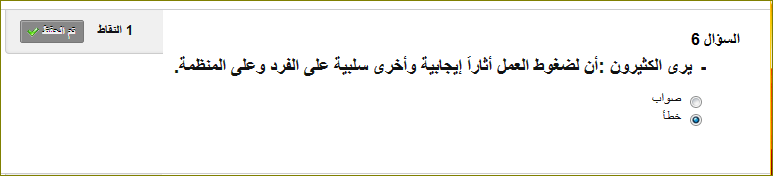 السؤال 6
1 النقاط
تم الحفظ
- يرى الكثيرون :أن لضغوط العمل أثاراً إيجابية وأخرى سلبية على الفرد وعلى المنظمة.
صواب
خطأ